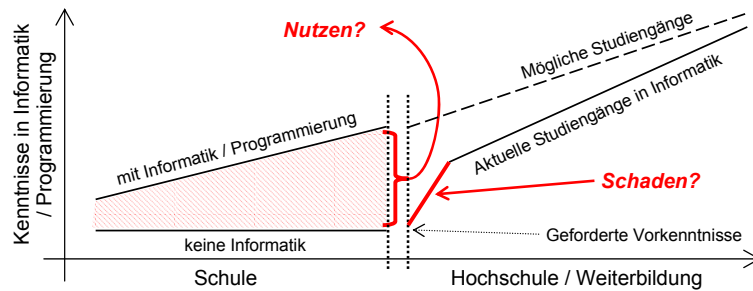 Kenntnisse in Informatik
/ Programmierung
Nutzen?
Mögliche Studiengänge
Aktuelle Studiengänge in Informatik
mit Informatik / Programmierung
Schaden?
keine Informatik
Geforderte Vorkenntnisse
Schule
Hochschule / Weiterbildung